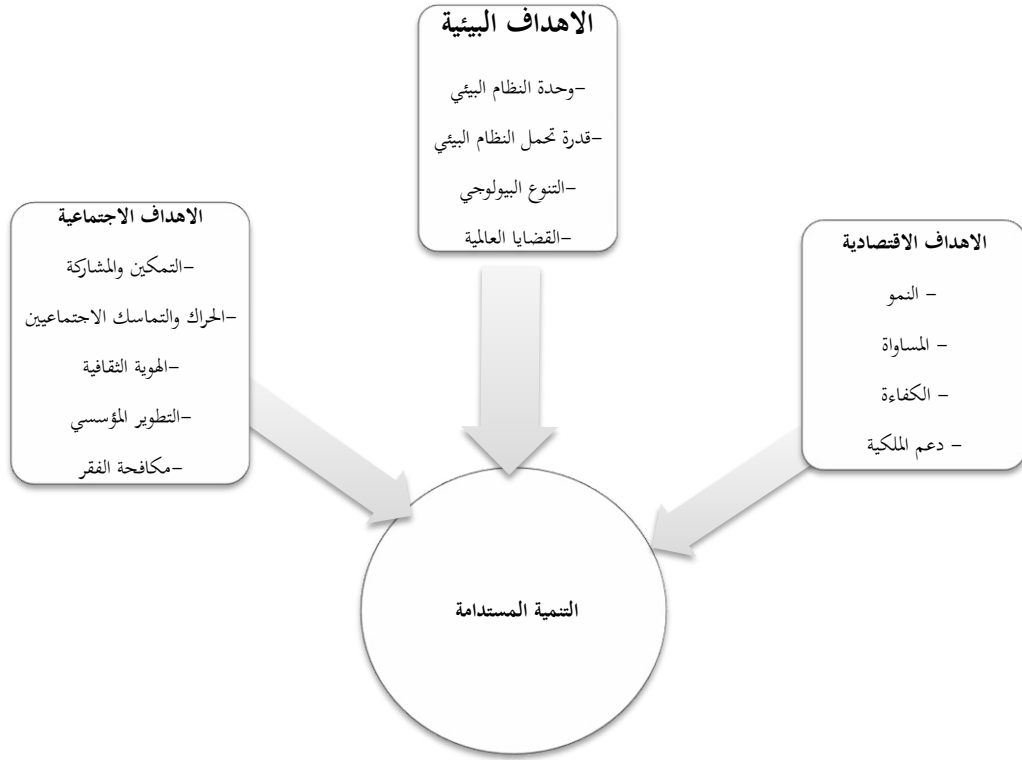 الاهداف البيئية
-وحدة النظام البيئي
-قدرة تحمل النظام البيئي
-التنوع البيولوجي
-القضايا العالمية
الاهداف الاقتصادية
- النمو
- المساواة
- الكفاءة
- دعم الملكية
الاهداف الاجتماعية
-التمكين والمشاركة
-الحراك والتماسك الاجتماعيين
-الهوية الثقافية
-التطوير المؤسسي
-مكافحة الفقر
التنمية المستدامة